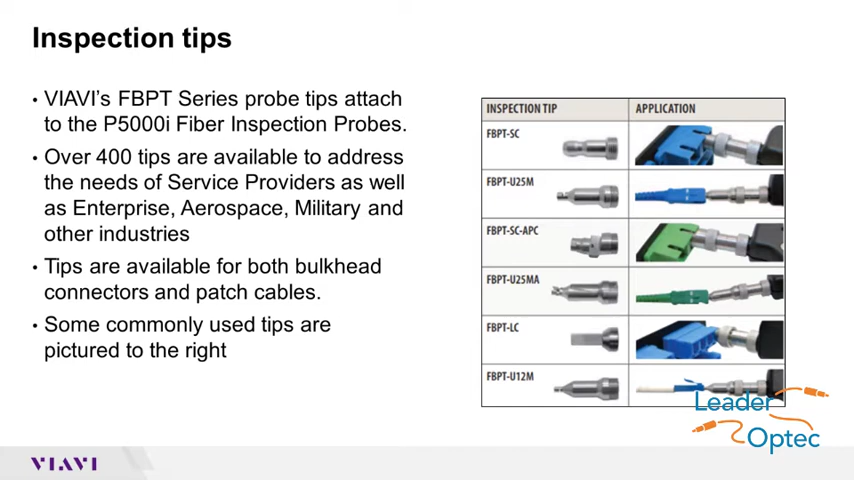 Inspection tips
• VIAVI's FBPT Series probe tips attach
to the P5000i Fiber Inspection Probes.
• Over 400 tips are available to address
the needs of Service Providers as well
as Enterprise, Aerospace, Military and
other industries
• Tips are available for both bulkhead
connectors and patch cables.
• Some commonly used tips are
pictured to the right
INSPECTION TIP APPLICATION
FBPT-SC
FBPT-U25M
FBPT-SC-APC
FBPT-U25MA
FBPT-LC
FBPT-U12M
Leader
Optec
VIAVI